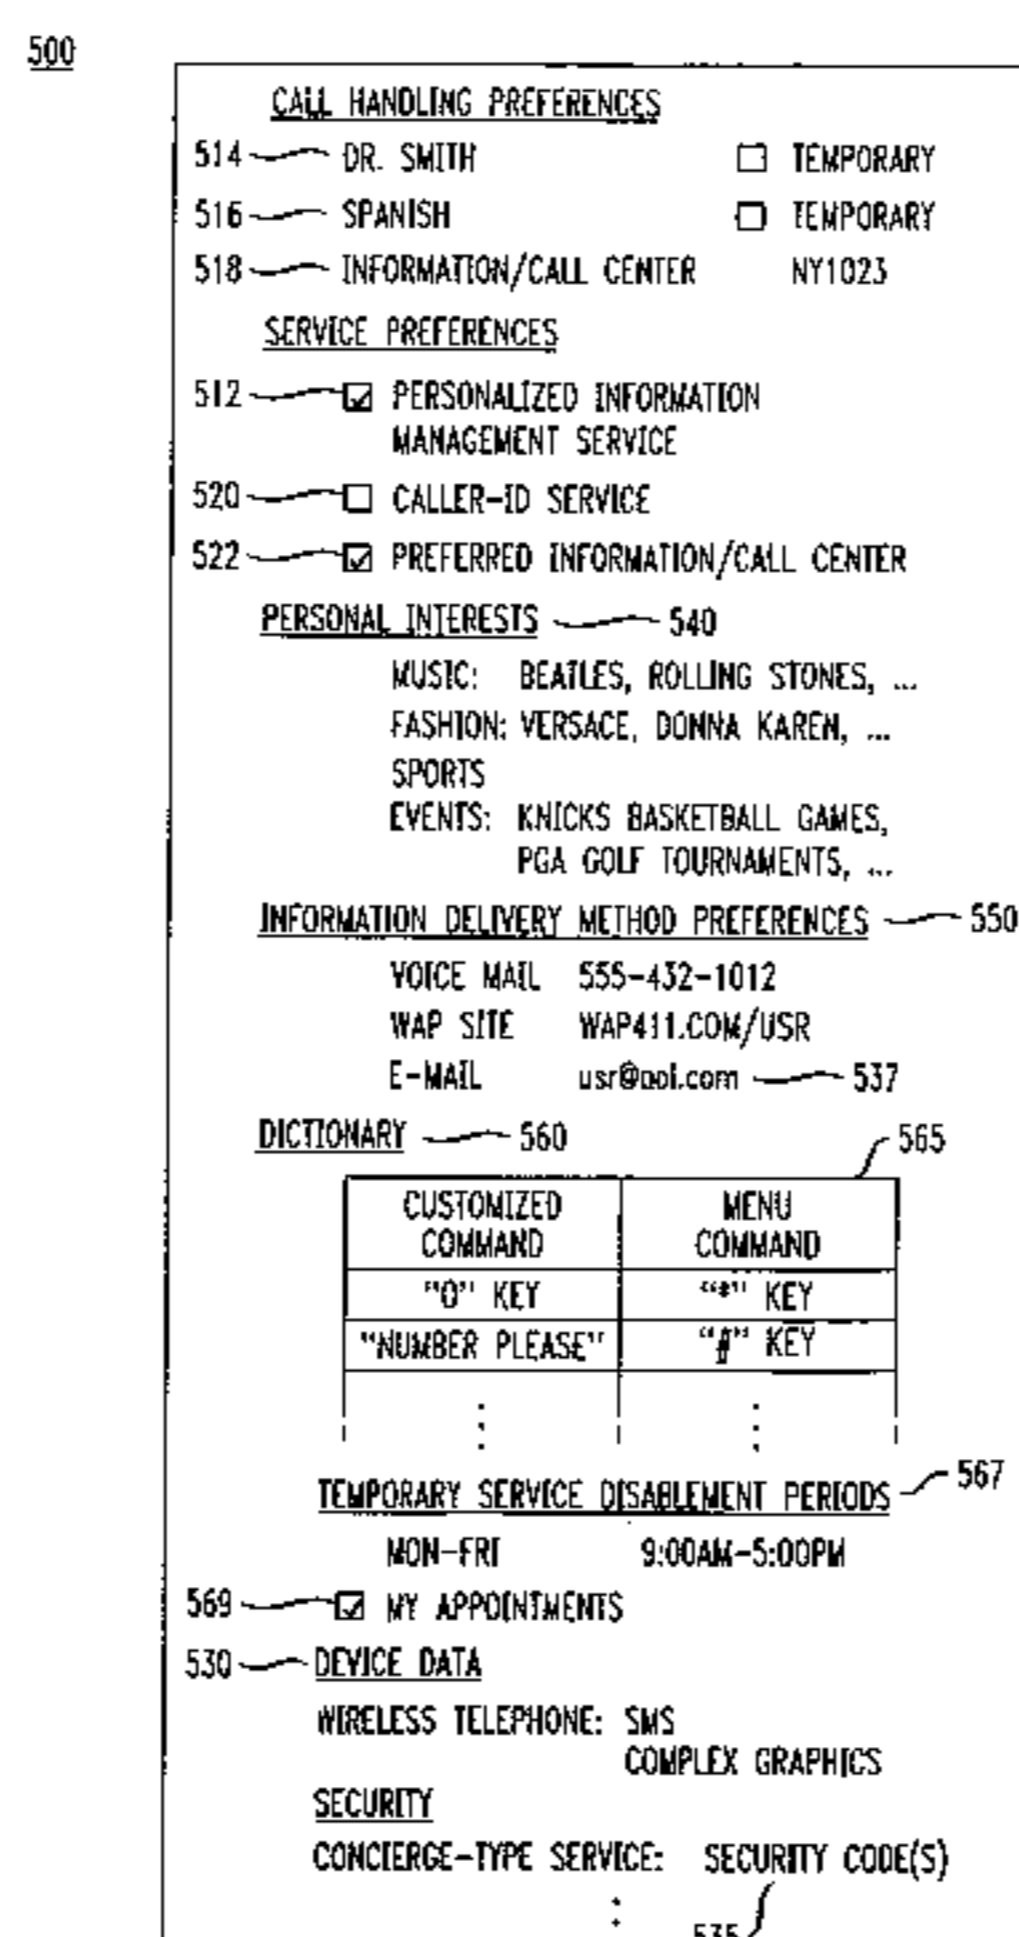 500
CALL HANDLING PREFERENCES
514 DR. SMITH ☐ TEMPORARY
516 SPANISH ☐ TEMPORARY
518 INFORMATION/CALL CENTER NY1023
SERVICE PREFERENCES
512 ☑ PERSONALIZED INFORMATION
MANAGEMENT SERVICE
520 ☐ CALLER-ID SERVICE
522 ☑ PREFERRED INFORMATION/CALL CENTER
PERSONAL INTERESTS 540
MUSIC: BEATLES, ROLLING STONES, ...
FASHION: VERSACE, DONNA KAREN, ...
SPORTS
EVENTS: KNICKS BASKETBALL GAMES,
PGA GOLF TOURNAMENTS, ...
INFORMATION DELIVERY METHOD PREFERENCES 550
VOICE MAIL 555-432-1012
WAP SITE WAP411.COM/USR
E-MAIL usr@aol.com 537
DICTIONARY 560 565
CUSTOMIZED MENU
COMMAND COMMAND
"0" KEY "*" KEY
"NUMBER PLEASE" "#" KEY
TEMPORARY SERVICE DISABLEMENT PERIODS 567
MON-FRI 9:00AM-5:00PM
569 ☑ MY APPOINTMENTS
530 DEVICE DATA
WIRELESS TELEPHONE: SMS
COMPLEX GRAPHICS
SECURITY
CONCIERGE-TYPE SERVICE: SECURITY CODE(S)
535